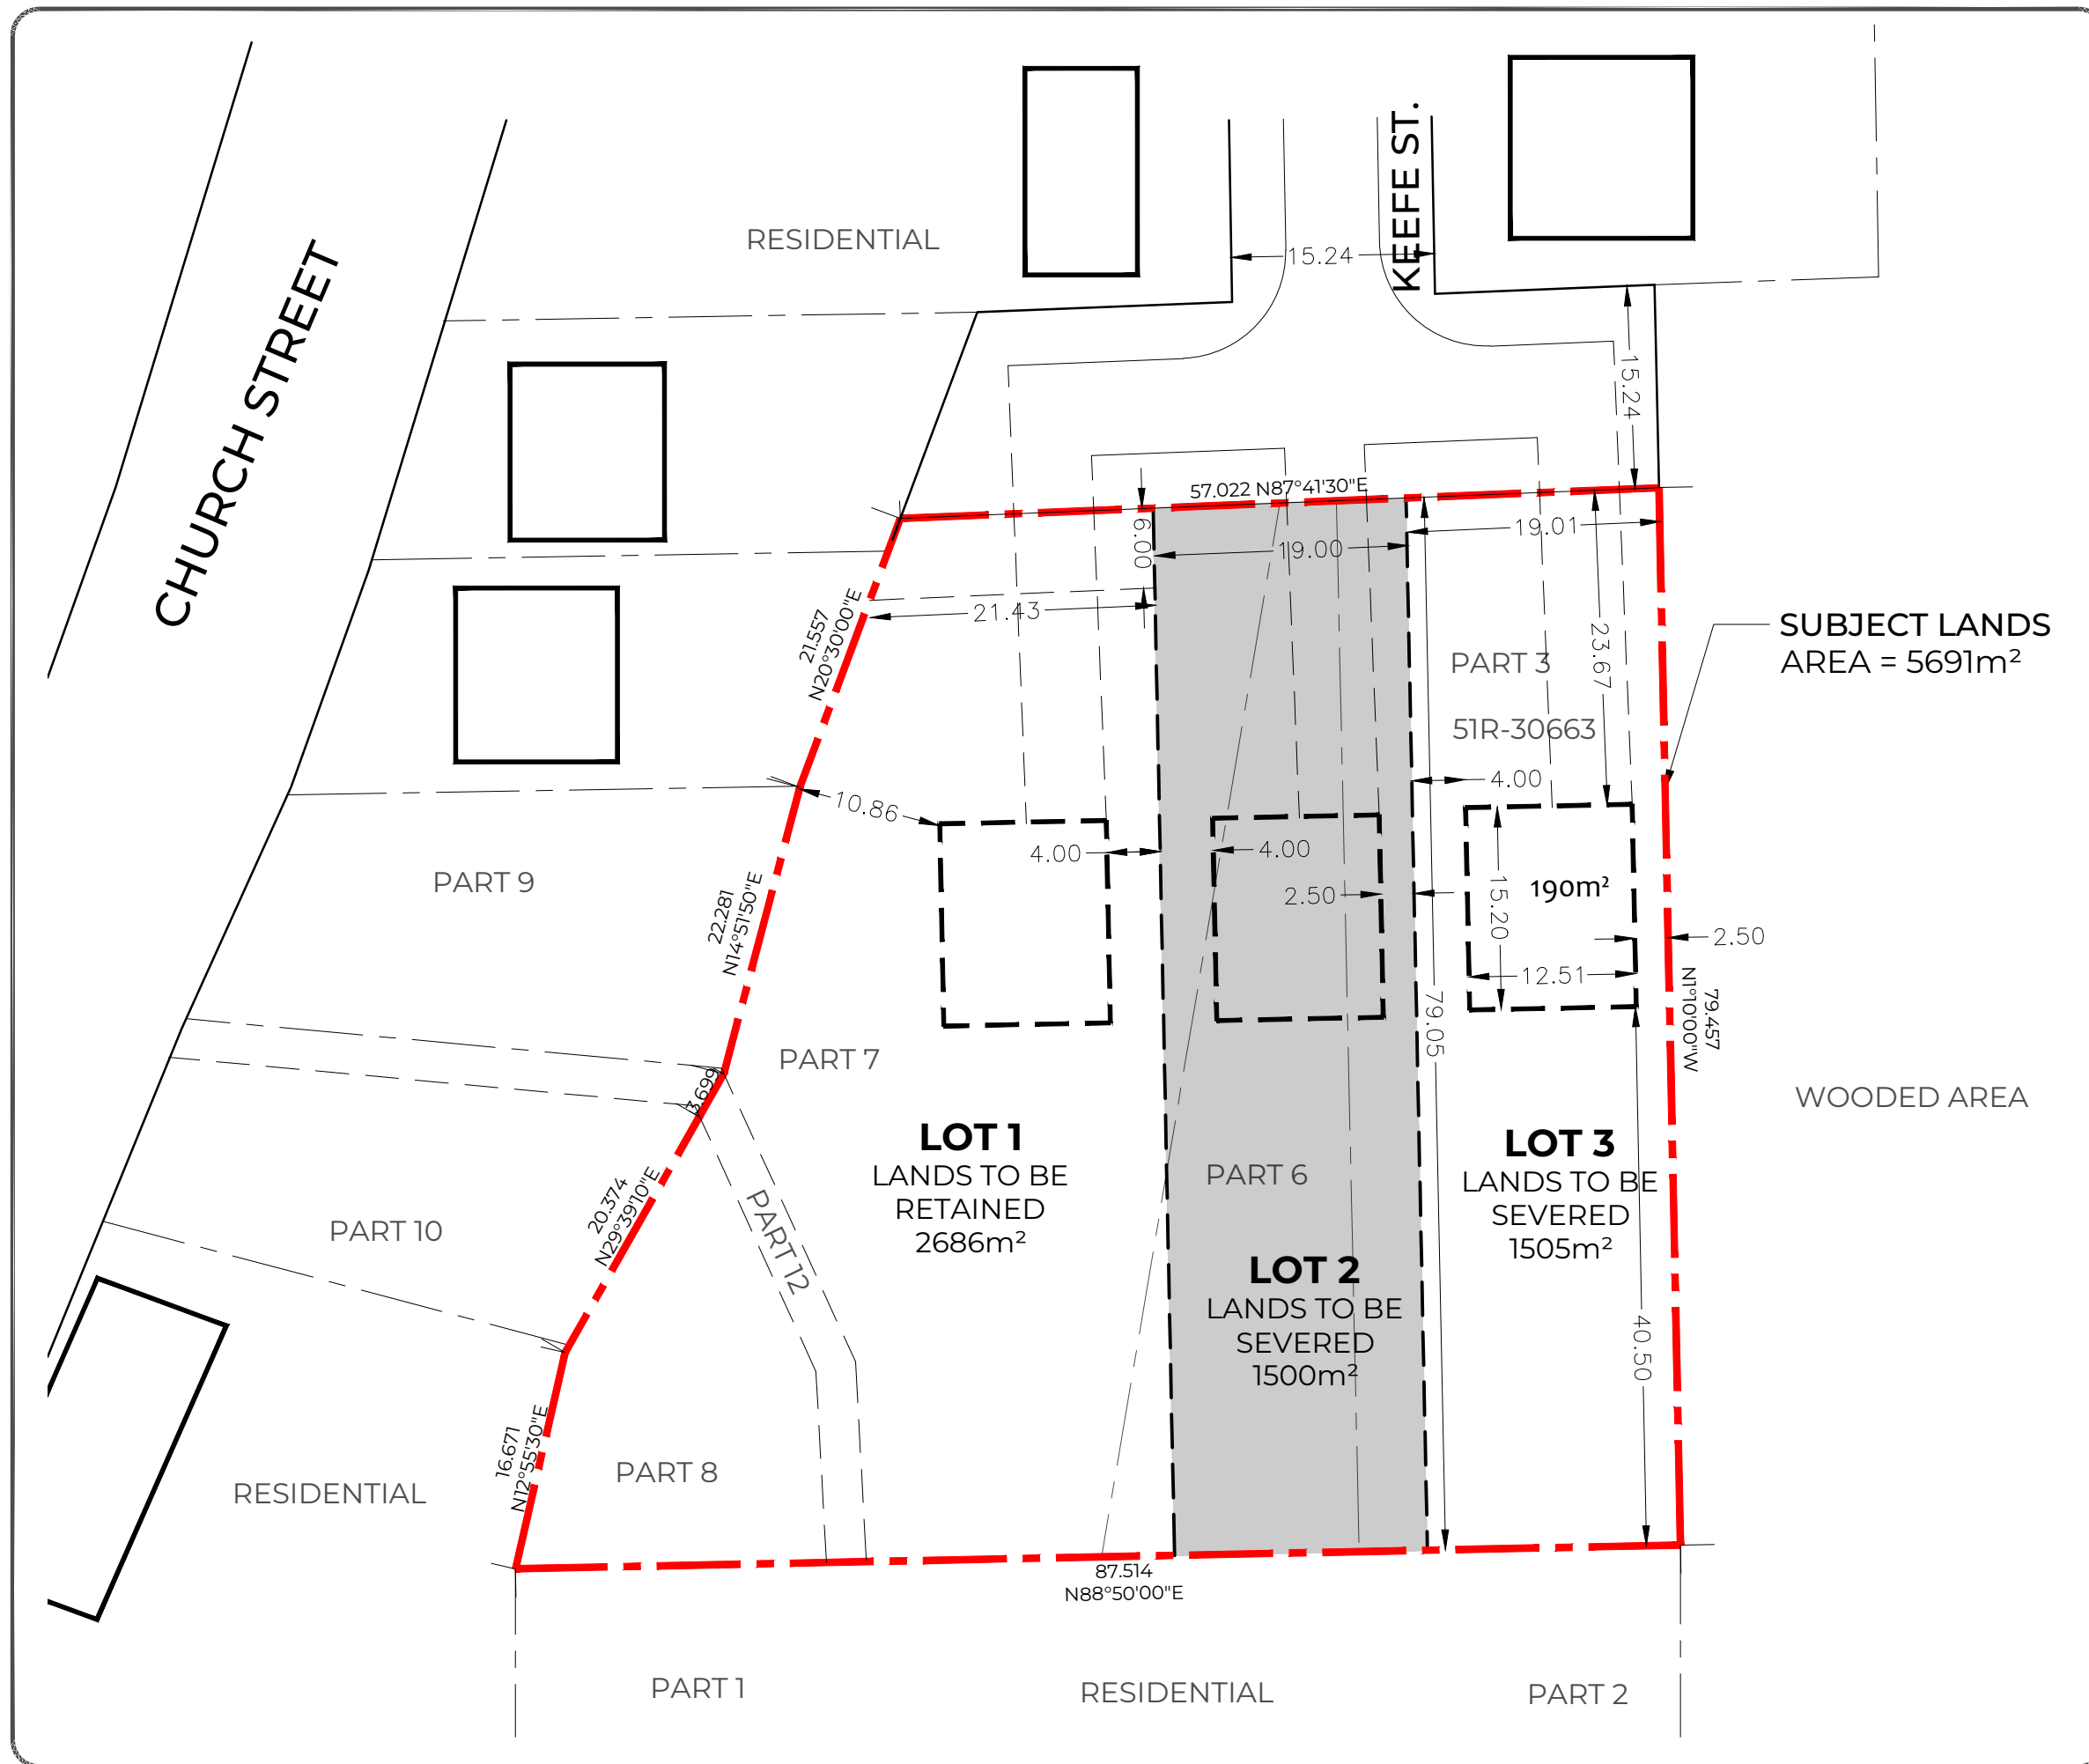 CHURCH STREET
RESIDENTIAL
KEEFE ST.
15.24
15.24
57.022 N87°41'30"E
6.00
19.00
19.01
21.43
21.557
N20°30'00"E
23.67
PART 3
51R-30663
SUBJECT LANDS
AREA = 5691m²
10.86
4.00
4.00
4.00
2.50
190m²
15.20
12.51
2.50
PART 9
22.281
N14°51'50"E
79.05
79.457
N1°10'00"W
PART 7
3.699
WOODED AREA
LOT 1
LANDS TO BE
RETAINED
2686m²
PART 6
LOT 3
LANDS TO BE
SEVERED
1505m²
PART 10
20.374
N29°39'10"E
PART 12
LOT 2
LANDS TO BE
SEVERED
1500m²
40.50
16.671
N12°55'30"E
PART 8
RESIDENTIAL
87.514
N88°50'00"E
PART 1
RESIDENTIAL
PART 2